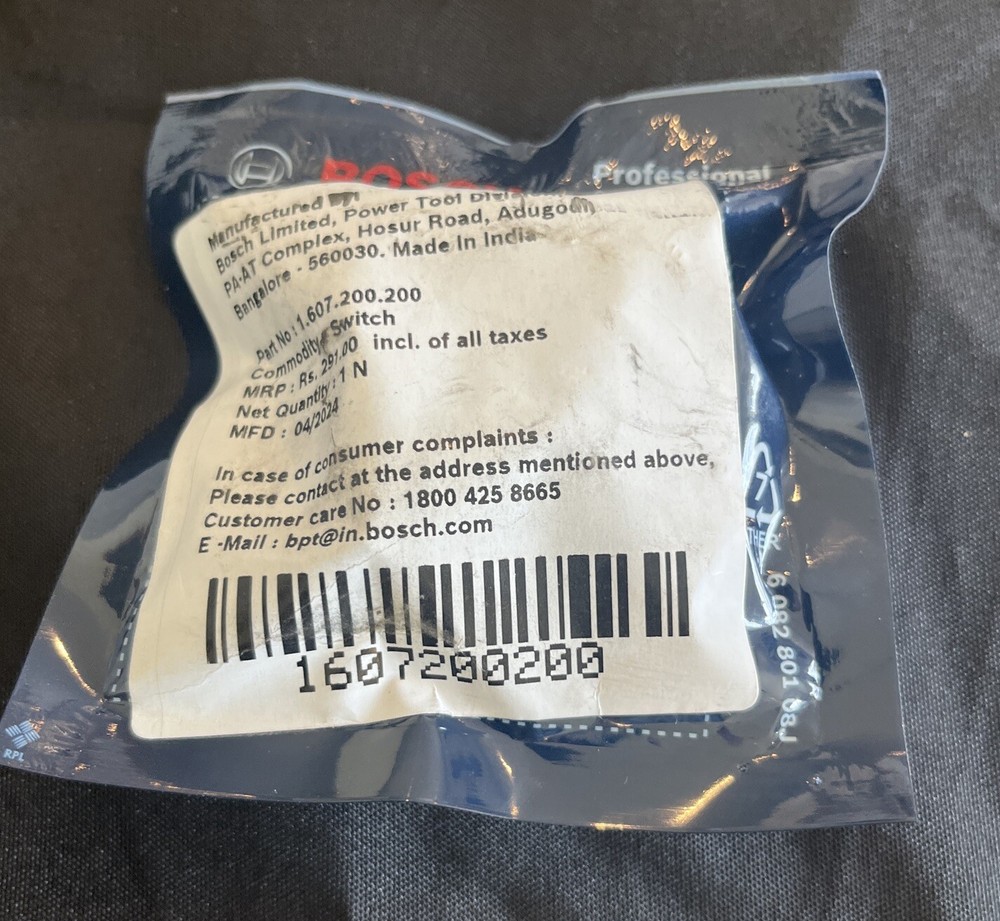 BOSCH
Professional
Manufactured by:
Bosch Limited, Power Tool
PA-AT Complex, Hosur Road, Adugodi
Bangalore - 560030. Made In India
Part No : 1.607.200.200
Commodity : Switch
MRP : Rs. 291.00 incl. of all taxes
Net Quantity : 1 N
MFD : 04/2024
In case of consumer complaints :
Please contact at the address mentioned above,
Customer care No : 1800 425 8665
E -Mail : bpt@in.bosch.com
1607200200
RPL